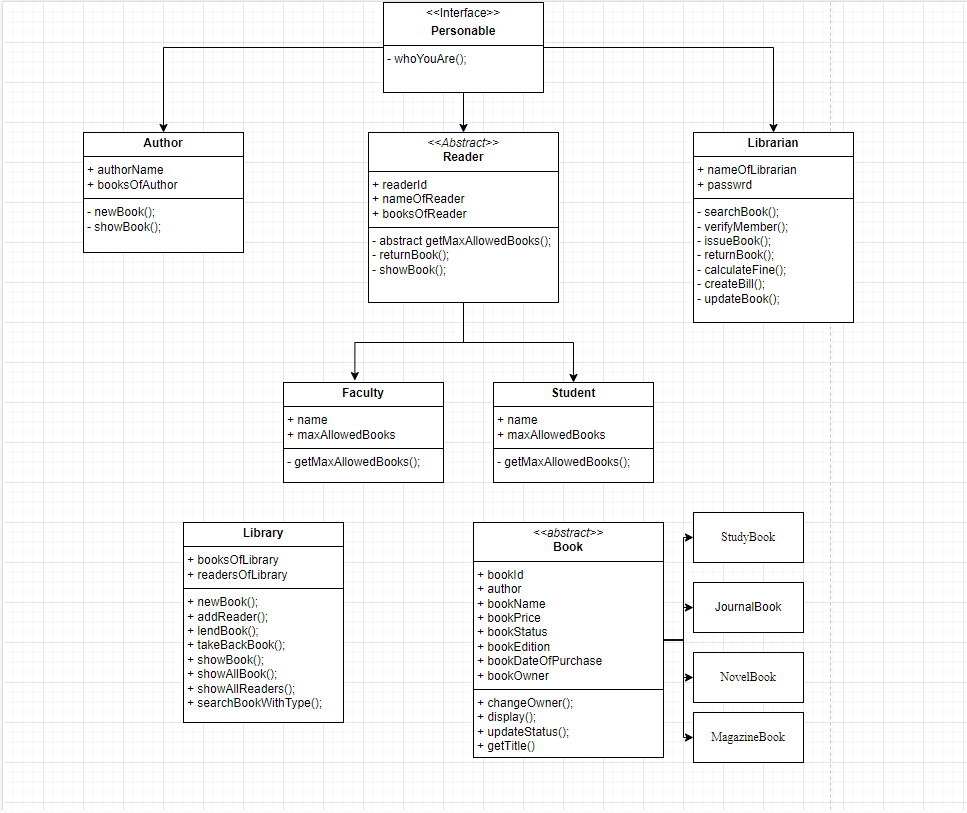 <<Interface>>
Personable
- whoYouAre();
Author
+ authorName
+ booksOfAuthor
- newBook();
- showBook();
<<Abstract>>
Reader
+ readerId
+ nameOfReader
+ booksOfReader
- abstract getMaxAllowedBooks();
- returnBook();
- showBook();
Librarian
+ nameOfLibrarian
+ passwrd
- searchBook();
- verifyMember();
- issueBook();
- returnBook();
- calculateFine();
- createBill();
- updateBook();
Faculty
+ name
+ maxAllowedBooks
- getMaxAllowedBooks();
Student
+ name
+ maxAllowedBooks
- getMaxAllowedBooks();
Library
+ booksOfLibrary
+ readersOfLibrary
+ newBook();
+ addReader();
+ lendBook();
+ takeBackBook();
+ showBook();
+ showAllBook();
+ showAllReaders();
+ searchBookWithType();
<<abstract>>
Book
+ bookId
+ author
+ bookName
+ bookPrice
+ bookStatus
+ bookEdition
+ bookDateOfPurchase
+ bookOwner
+ changeOwner();
+ display();
+ updateStatus();
+ getTitle()
StudyBook
JournalBook
NovelBook
MagazineBook